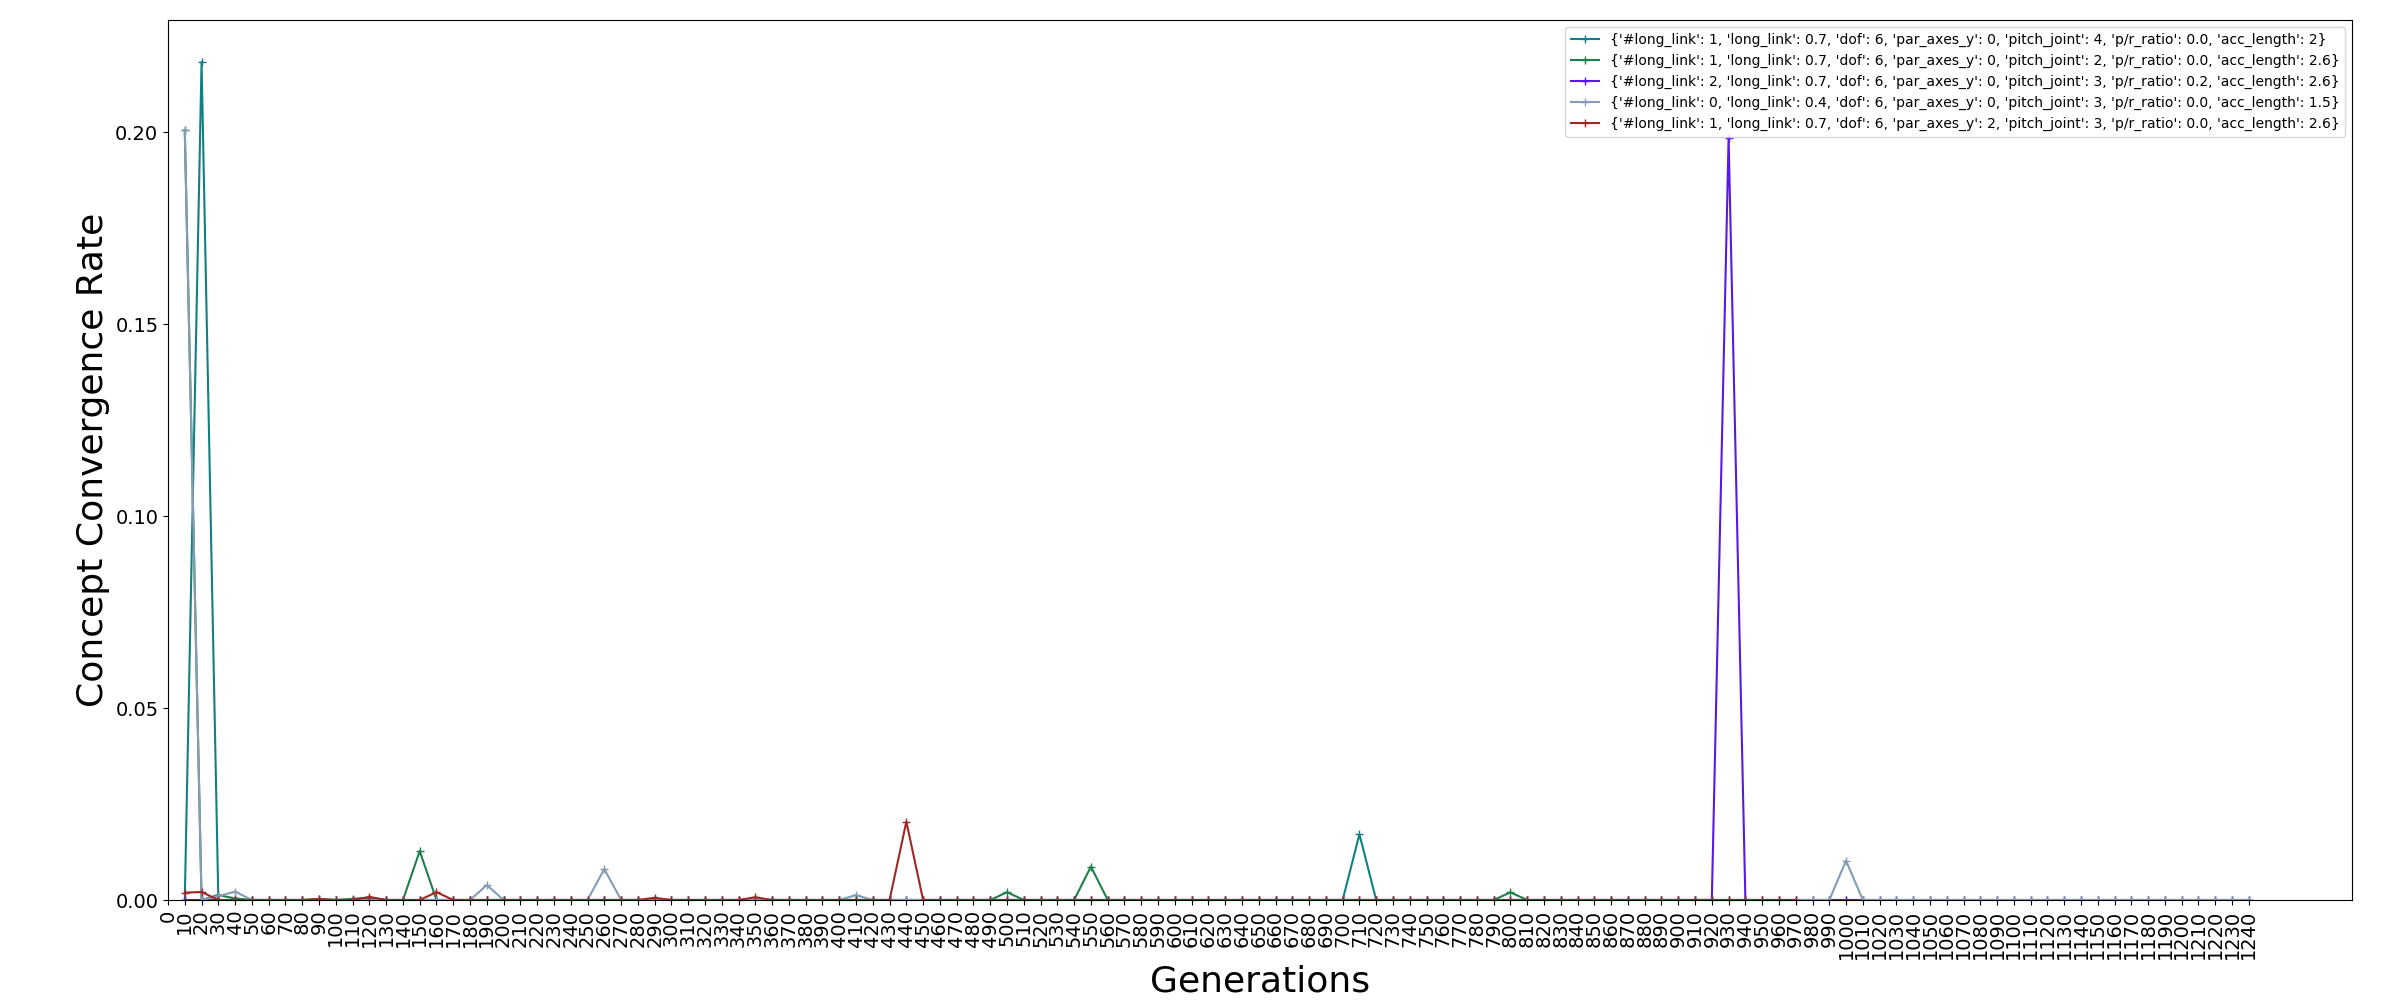 {'#long_link': 1, 'long_link': 0.7, 'dof': 6, 'par_axes_y': 0, 'pitch_joint': 4, 'p/r_ratio': 0.0, 'acc_length': 2}
{'#long_link': 1, 'long_link': 0.7, 'dof': 6, 'par_axes_y': 0, 'pitch_joint': 2, 'p/r_ratio': 0.0, 'acc_length': 2.6}
{'#long_link': 2, 'long_link': 0.7, 'dof': 6, 'par_axes_y': 0, 'pitch_joint': 3, 'p/r_ratio': 0.2, 'acc_length': 2.6}
{'#long_link': 0, 'long_link': 0.4, 'dof': 6, 'par_axes_y': 0, 'pitch_joint': 3, 'p/r_ratio': 0.0, 'acc_length': 1.5}
{'#long_link': 1, 'long_link': 0.7, 'dof': 6, 'par_axes_y': 2, 'pitch_joint': 3, 'p/r_ratio': 0.0, 'acc_length': 2.6}
Concept Convergence Rate
0.20
0.15
0.10
0.05
0.00
0 10 20 30 40 50 60 70 80 90 100 110 120 130 140 150 160 170 180 190 200 210 220 230 240 250 260 270 280 290 300 310 320 330 340 350 360 370 380 390 400 410 420 430 440 450 460 470 480 490 500 510 520 530 540 550 560 570 580 590 600 610 620 630 640 650 660 670 680 690 700 710 720 730 740 750 760 770 780 790 800 810 820 830 840 850 860 870 880 890 900 910 920 930 940 950 960 970 980 990 1000 1010 1020 1030 1040 1050 1060 1070 1080 1090 1100 1110 1120 1130 1140 1150 1160 1170 1180 1190 1200 1210 1220 1230 1240
Generations